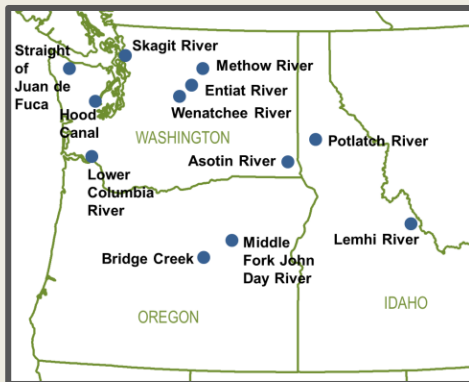 Straight
of
Juan de
Fuca
Skagit River
Methow River
Entiat River
Hood
Canal
Wenatchee River
WASHINGTON
Potlatch River
Asotin River
Lower
Columbia
River
Lemhi River
Middle
Fork John
Day River
Bridge Creek
IDAHO
OREGON